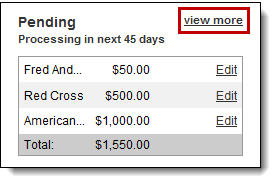 Pending view more
Processing in next 45 days
Fred And... $50.00 Edit
Red Cross $500.00 Edit
American... $1,000.00 Edit
Total: $1,550.00